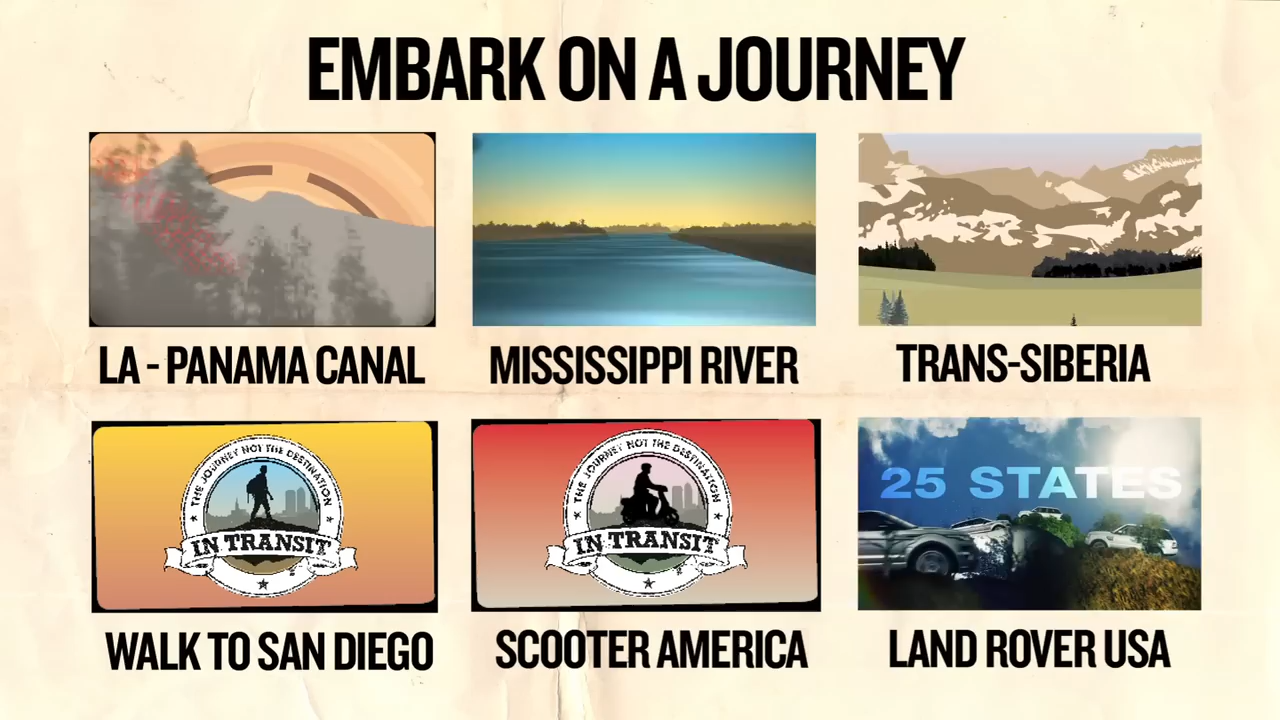 EMBARK ON A JOURNEY
LA - PANAMA CANAL
MISSISSIPPI RIVER
TRANS-SIBERIA
THE JOURNEY NOT THE DESTINATION
IN TRANSIT
THE JOURNEY NOT THE DESTINATION
IN TRANSIT
25 STATES
WALK TO SAN DIEGO
SCOOTER AMERICA
LAND ROVER USA